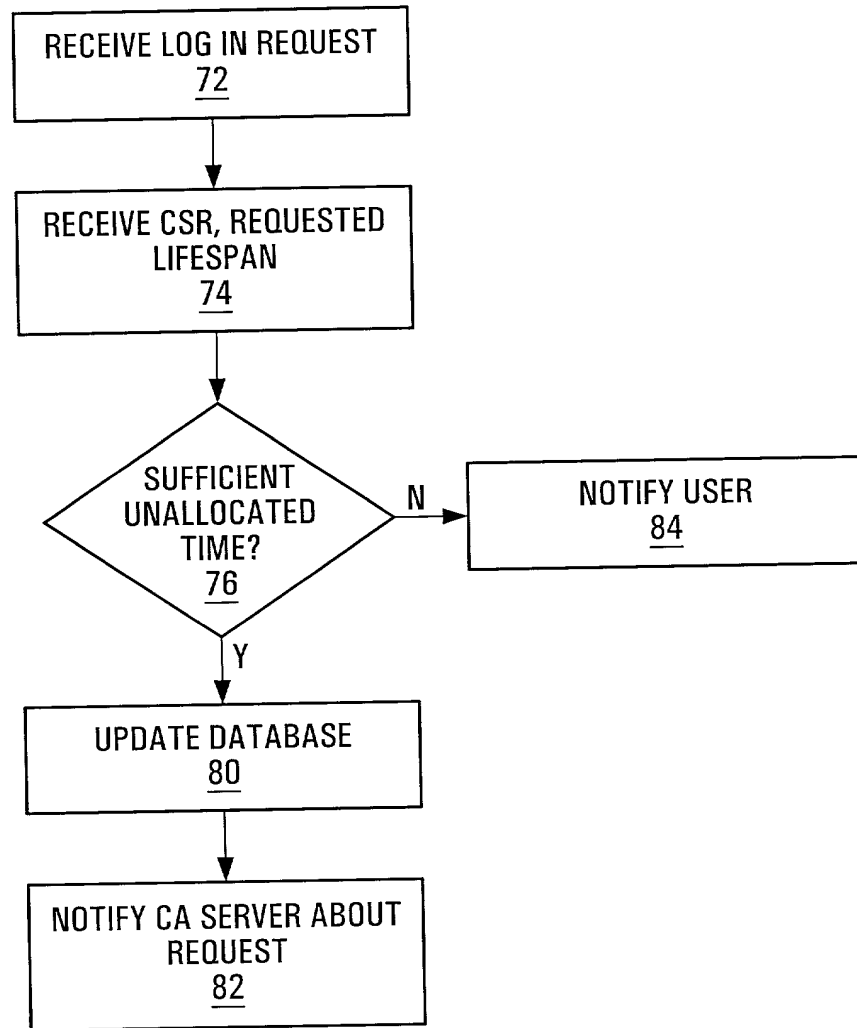 RECEIVE LOG IN REQUEST
72
RECEIVE CSR, REQUESTED
LIFESPAN
74
SUFFICIENT
UNALLOCATED
TIME?
76
N
NOTIFY USER
84
Y
UPDATE DATABASE
80
NOTIFY CA SERVER ABOUT
REQUEST
82